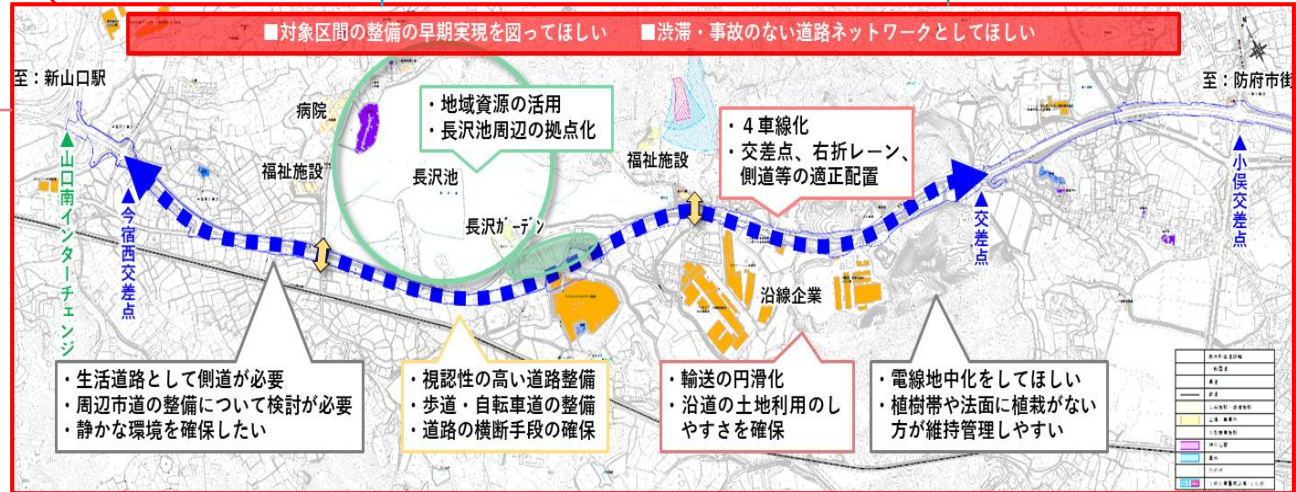 ■対象区間の整備の早期実現を図ってほしい　■渋滞・事故のない道路ネットワークとしてほしい
至：新山口駅
至：防府市街
病院
・地域資源の活用
・長沢池周辺の拠点化
福祉施設
・４車線化
・交差点、右折レーン、
側道等の適正配置
福祉施設
長沢池
長沢ガーデン
▲山口南インターチェンジ
▲今宿西交差点
▲交差点
▲小俣交差点
沿線企業
・生活道路として側道が必要
・周辺市道の整備について検討が必要
・静かな環境を確保したい
・視認性の高い道路整備
・歩道・自転車道の整備
・道路の横断手段の確保
・輸送の円滑化
・沿道の土地利用のし
やすさを確保
・電線地中化をしてほしい
・植樹帯や法面に植栽がない
方が維持管理しやすい